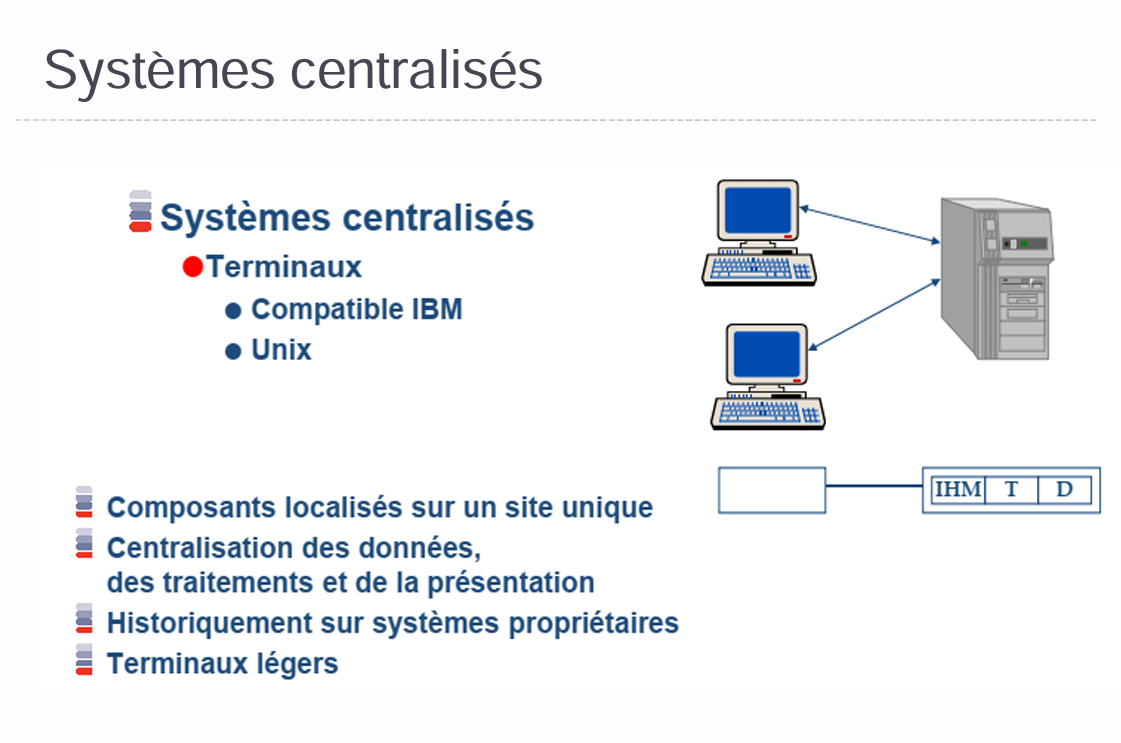 Systèmes centralisés
Systèmes centralisés
Terminaux
Compatible IBM
Unix
IHM T D
Composants localisés sur un site unique
Centralisation des données,
des traitements et de la présentation
Historiquement sur systèmes propriétaires
Terminaux légers